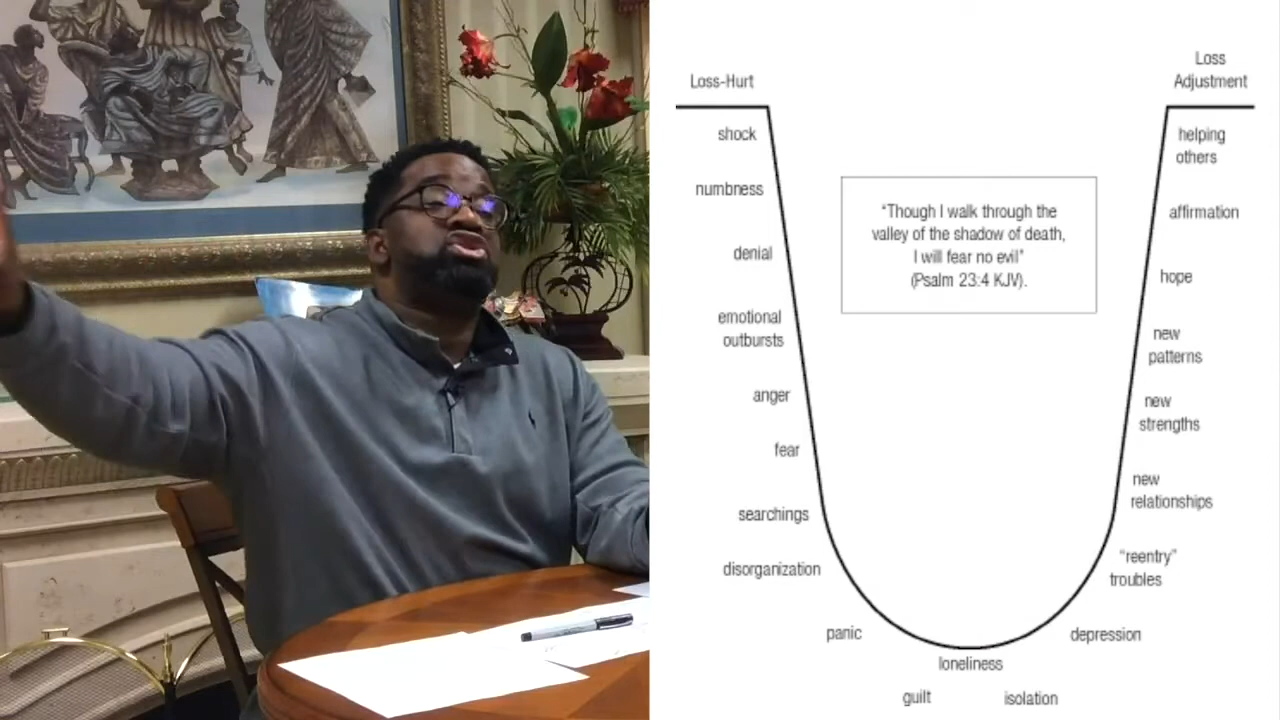 Loss-Hurt
shock
numbness
denial
emotional
outbursts
anger
fear
searchings
disorganization
panic
loneliness
guilt
isolation
depression
"reentry"
troubles
new
relationships
new
strengths
new
patterns
hope
affirmation
helping
others
Loss
Adjustment
“Though I walk through the
valley of the shadow of death,
I will fear no evil”
(Psalm 23:4 KJV).